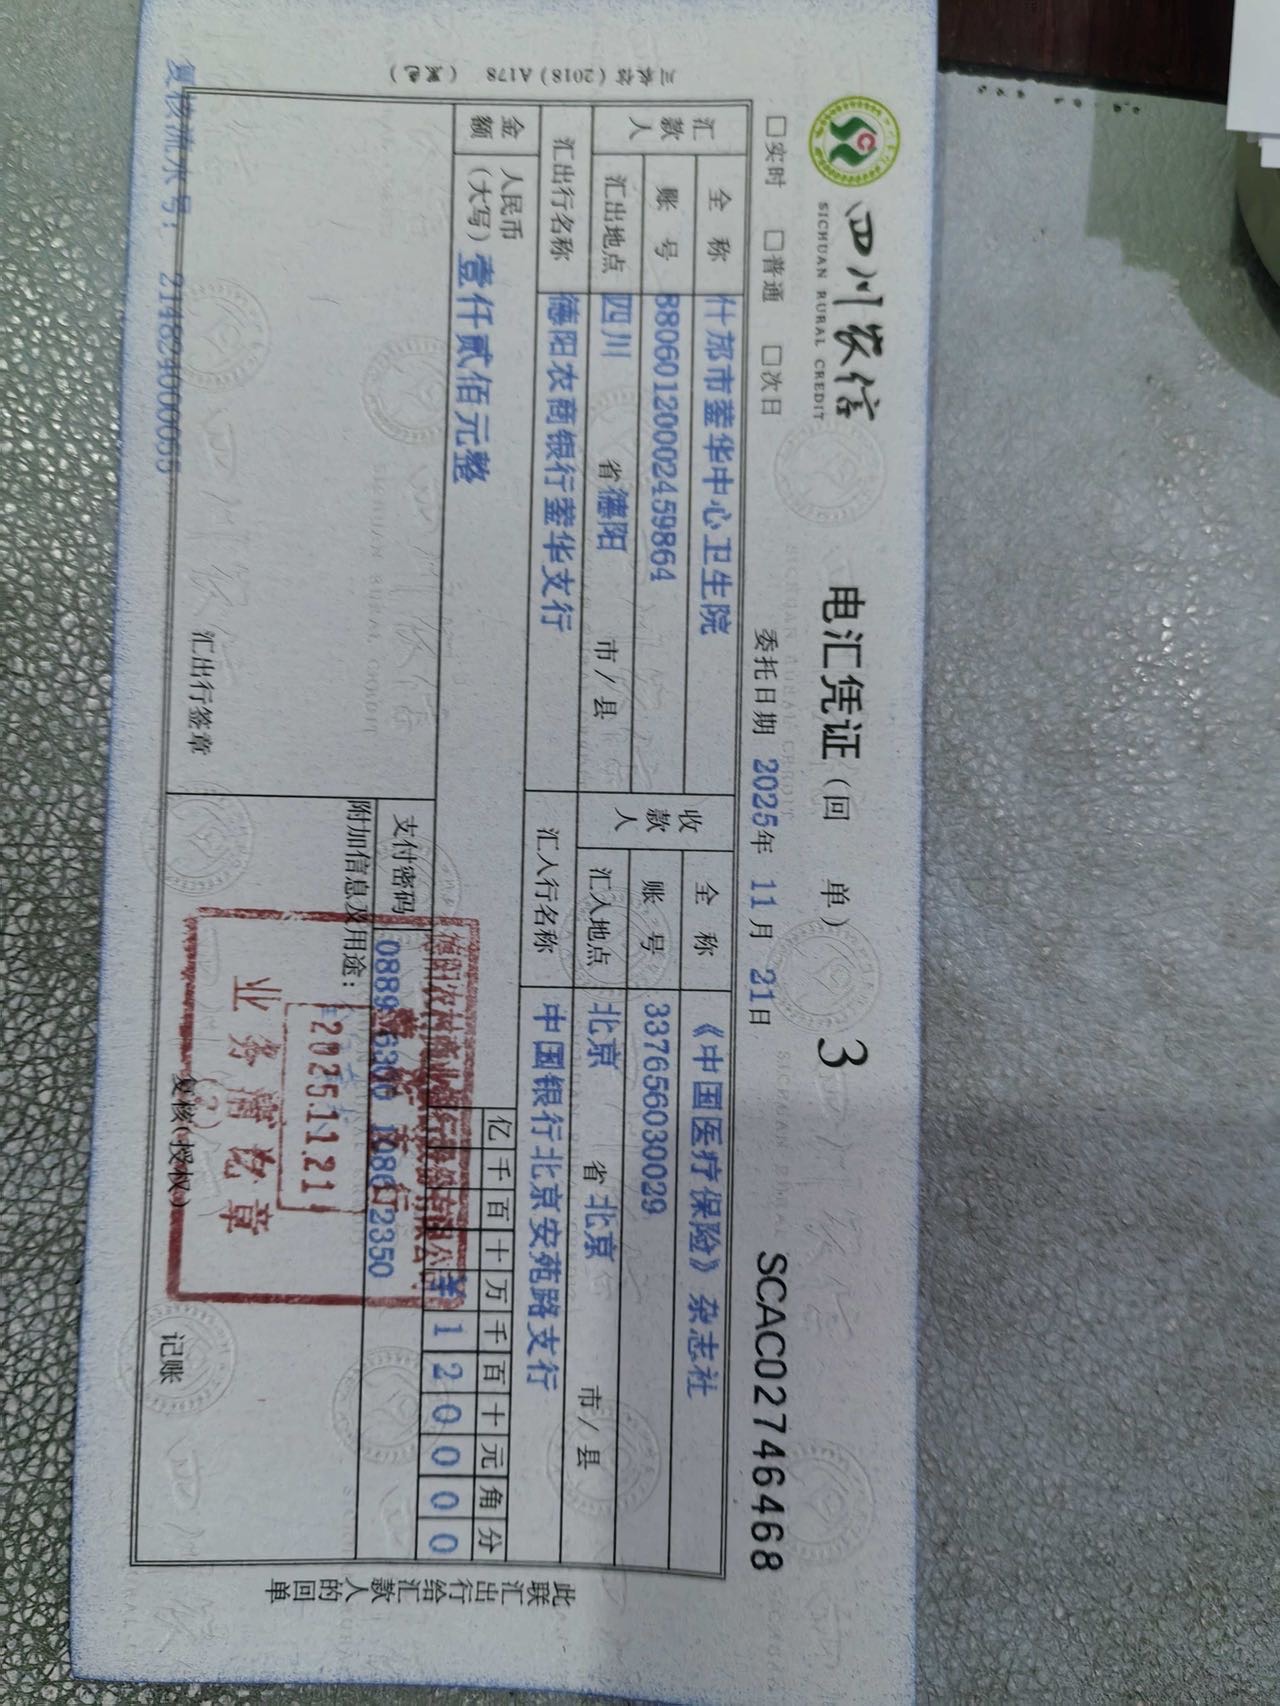 四川农信
SICHUAN RURAL CREDIT
电汇凭证(回 单) 3
SCAC02746468
□实时 □普通 □次日
委托日期 2025年 11月 21日
汇款人
全 称 什邡市蓥华中心卫生院
账 号 88060120002459864
汇出地点 四川 省 德阳 市/县
汇出行名称 德阳农商银行蓥华支行
收款人
全 称 《中国医疗保险》杂志社
账 号 337656030029
汇入地点 北京 省 北京 市/县
汇入行名称 中国银行北京安苑路支行
金额 人民币(大写) 壹仟贰佰元整
亿 千 百 十 万 千 百 十 元 角 分
¥ 1 2 0 0 0 0
支付密码
附加信息及用途:
2025.11.21
业务清讫章
汇出行签章
复核(授权)
记账
此联汇出行给汇款人的回单